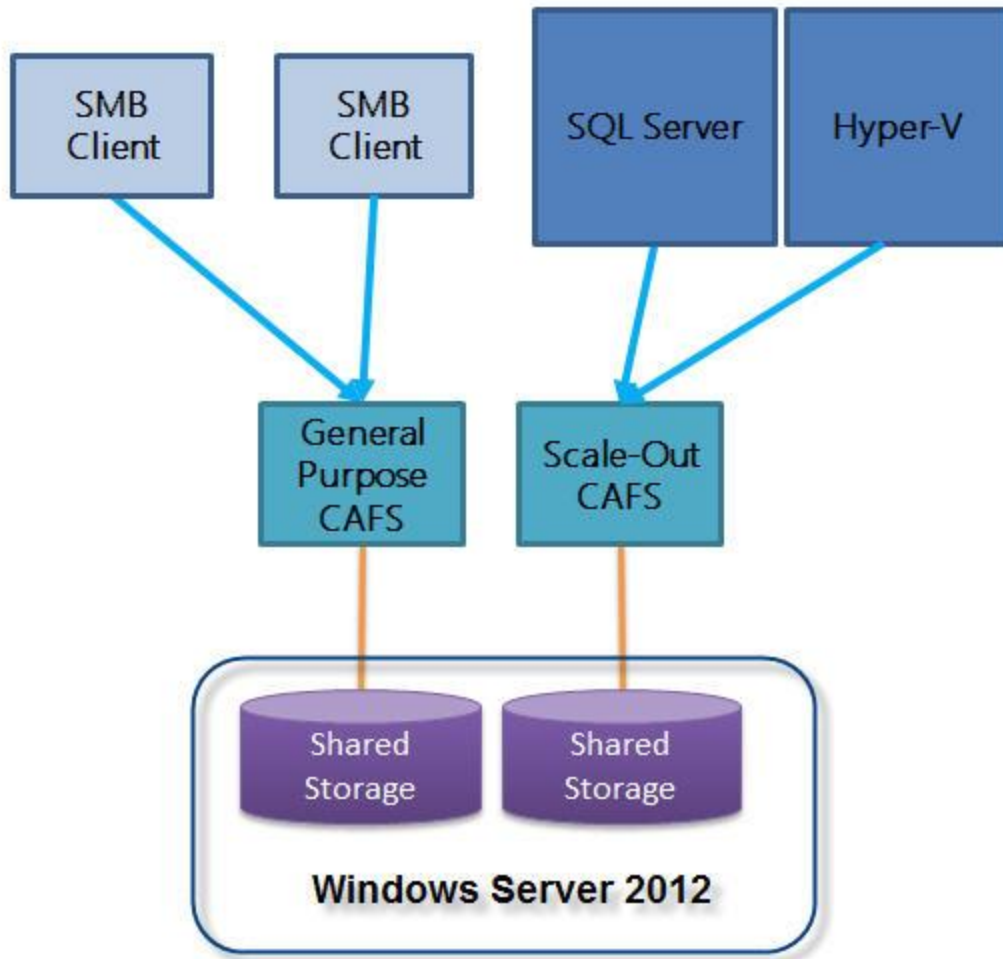 SMB
Client
SMB
Client
SQL Server
Hyper-V
General
Purpose
CAFS
Scale-Out
CAFS
Shared
Storage
Shared
Storage
Windows Server 2012